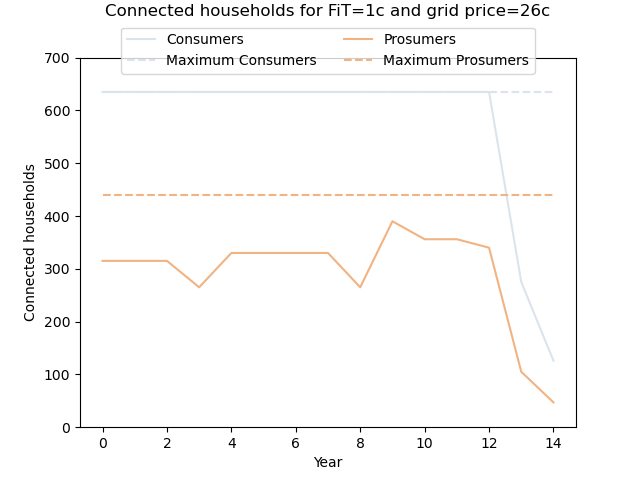 Connected households for FiT=1c and grid price=26c
Consumers
Prosumers
Maximum Consumers
Maximum Prosumers
700
600
500
400
300
200
100
0
Connected households
0 2 4 6 8 10 12 14
Year